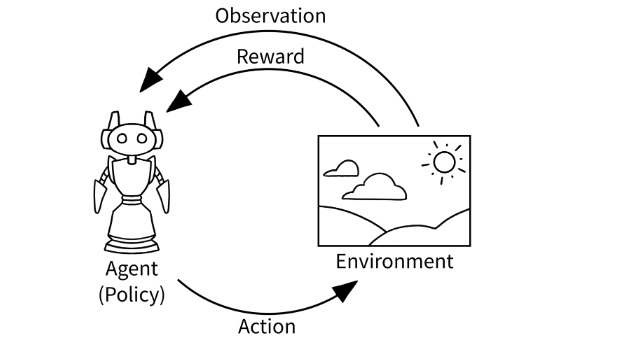 Observation
Reward
Agent
(Policy)
Environment
Action